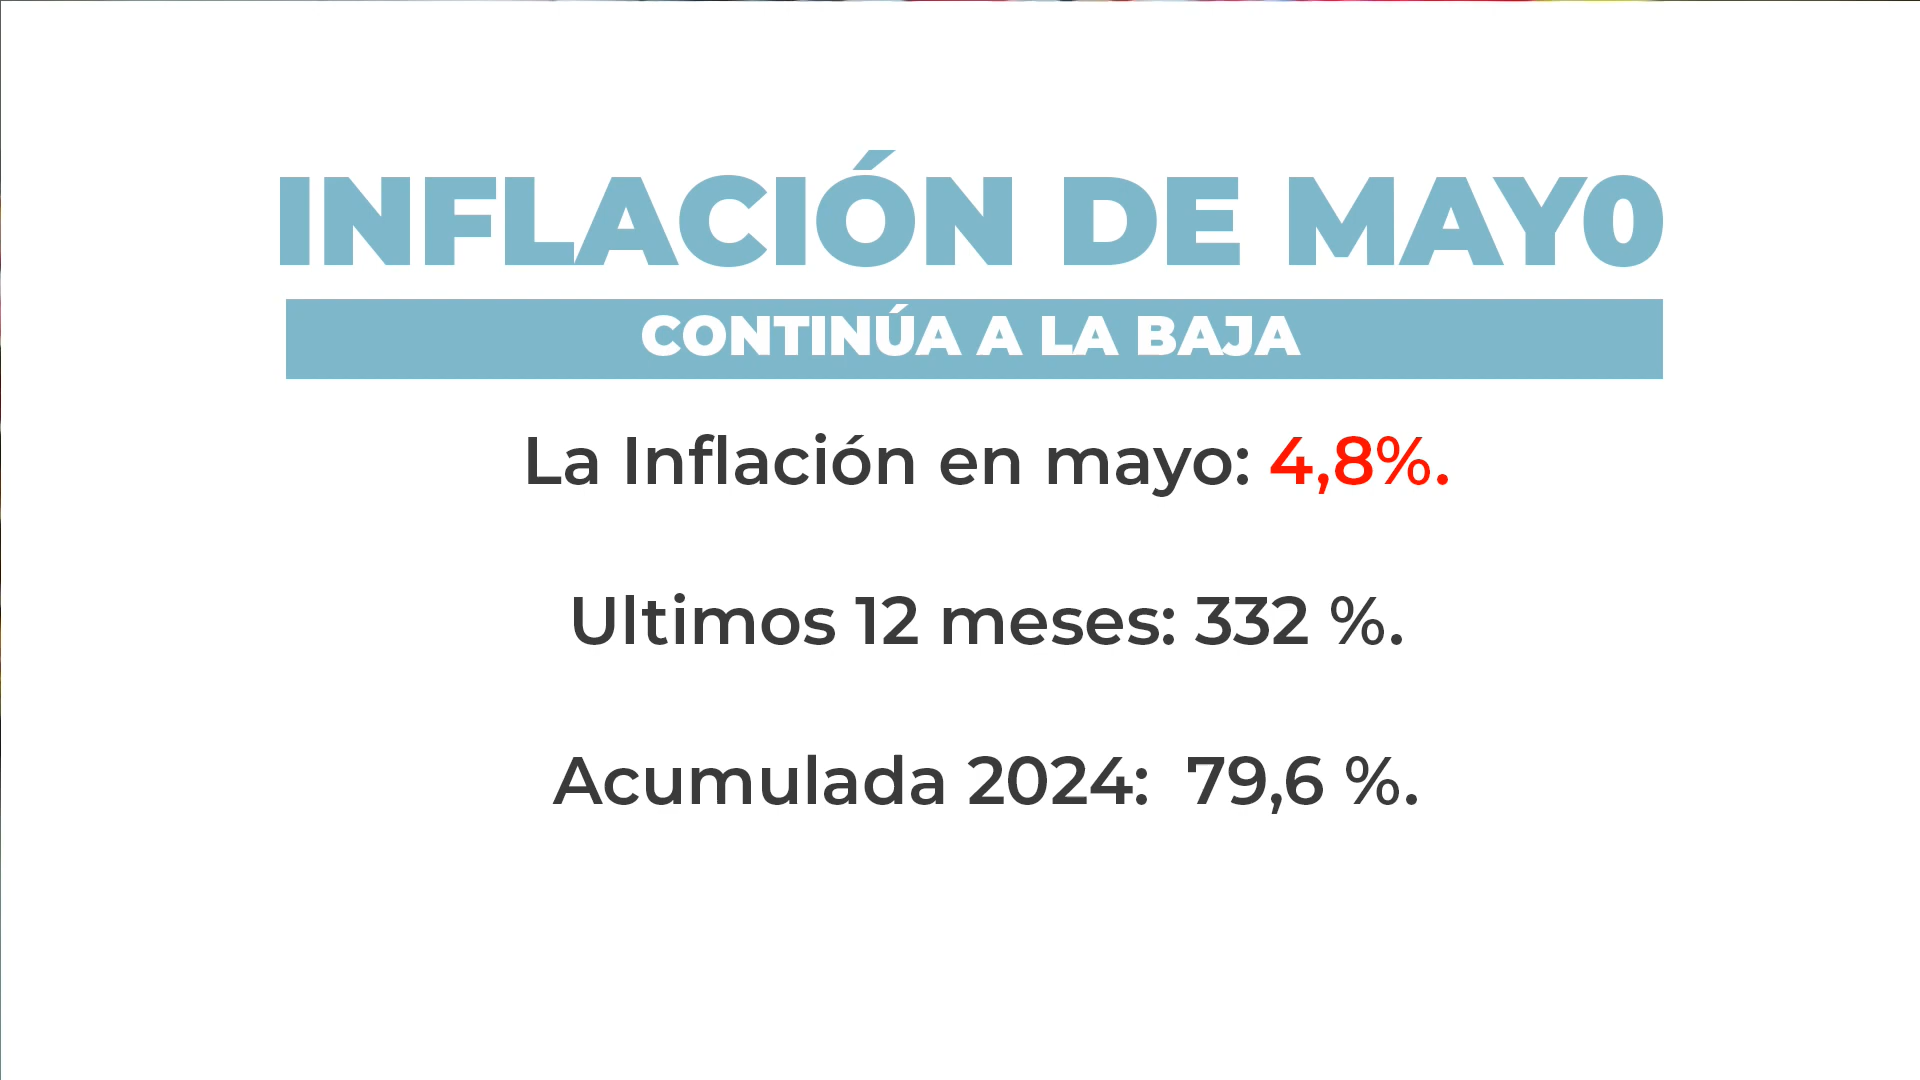 INFLACIÓN DE MAY0
CONTINÚA A LA BAJA
La Inflación en mayo: 4,8%.
Ultimos 12 meses: 332 %.
Acumulada 2024: 79,6 %.